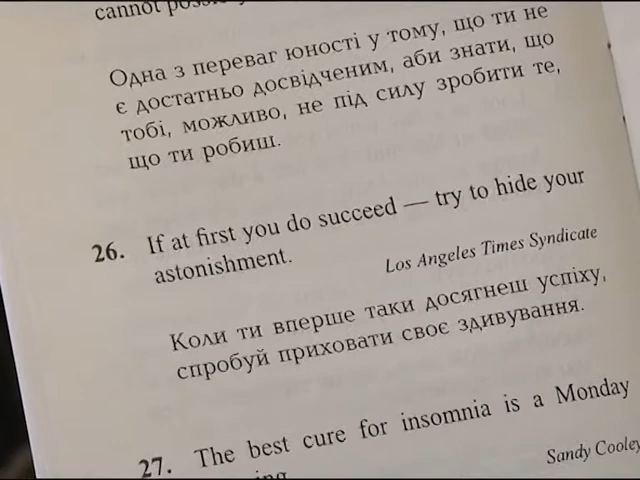 cannot
Одна з переваг юності у тому, що ти не
є достатньо досвідченим, аби знати, що
тобі, можливо, не під силу зробити те,
що ти робиш.
26. If at first you do succeed — try to hide your
astonishment.
Los Angeles Times Syndicate
Коли ти вперше таки досягнеш успіху,
спробуй приховати своє здивування.
27. The best cure for insomnia is a Monday
Sandy Cooley